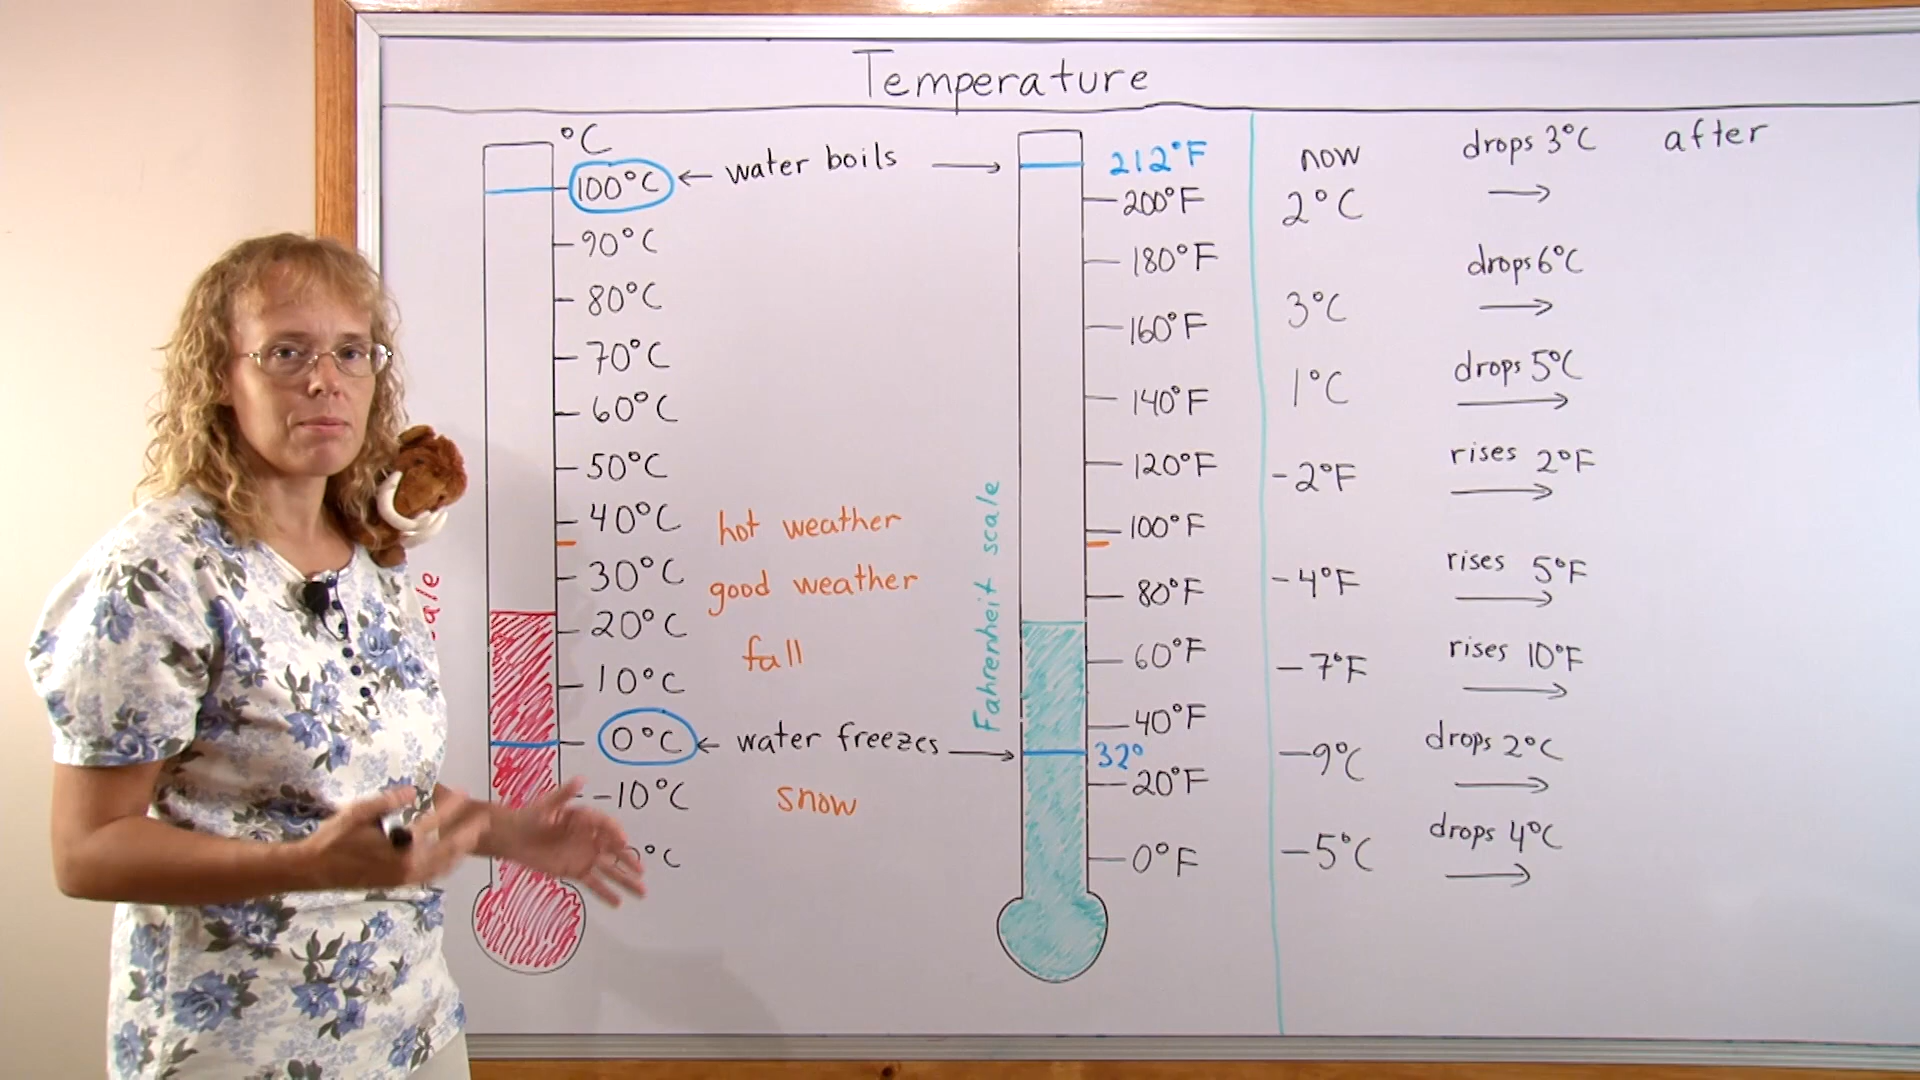 Temperature
°C
100°C ← water boils →
90°C
80°C
70°C
60°C
50°C
40°C
30°C
20°C
10°C
0°C ← water freezes →
-10°C
hot weather
good weather
fall
snow
Fahrenheit scale
212°F
200°F
180°F
160°F
140°F
120°F
100°F
80°F
60°F
40°F
32°
20°F
0°F
now drops 3°C after
2°C →
3°C drops 6°C →
1°C drops 5°C →
-2°F rises 2°F →
-4°F rises 5°F →
-7°F rises 10°F →
-9°C drops 2°C →
-5°C drops 4°C →